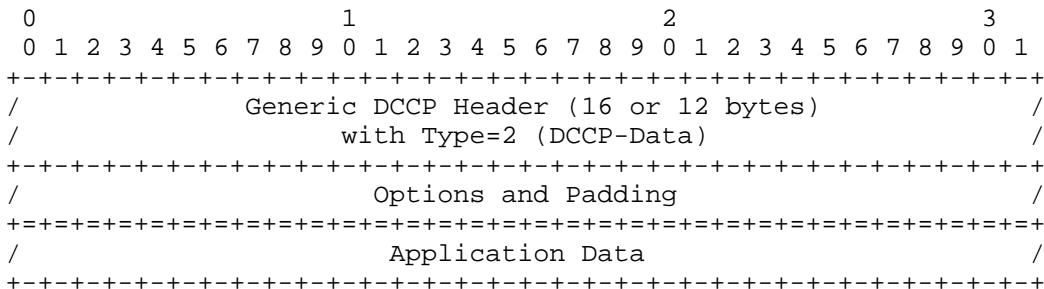 0                   1                   2                   3
 0 1 2 3 4 5 6 7 8 9 0 1 2 3 4 5 6 7 8 9 0 1 2 3 4 5 6 7 8 9 0 1
+-+-+-+-+-+-+-+-+-+-+-+-+-+-+-+-+-+-+-+-+-+-+-+-+-+-+-+-+-+-+-+-+
/              Generic DCCP Header (16 or 12 bytes)             /
/                    with Type=2 (DCCP-Data)                    /
+-+-+-+-+-+-+-+-+-+-+-+-+-+-+-+-+-+-+-+-+-+-+-+-+-+-+-+-+-+-+-+-+
/                      Options and Padding                      /
+=+=+=+=+=+=+=+=+=+=+=+=+=+=+=+=+=+=+=+=+=+=+=+=+=+=+=+=+=+=+=+=+
/                       Application Data                        /
+-+-+-+-+-+-+-+-+-+-+-+-+-+-+-+-+-+-+-+-+-+-+-+-+-+-+-+-+-+-+-+-+